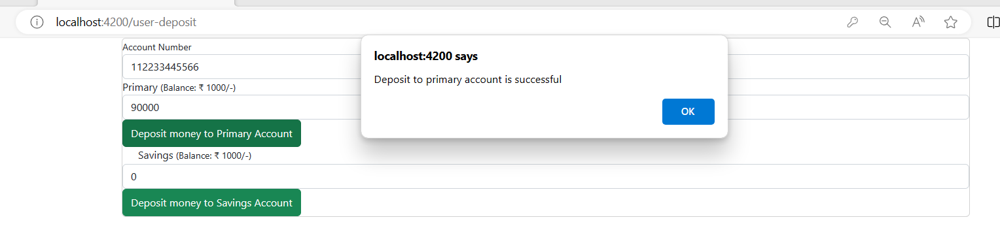 localhost:4200/user-deposit
localhost:4200 says
Deposit to primary account is successful
OK
Account Number
112233445566
Primary (Balance: ₹ 1000/-)
90000
Deposit money to Primary Account
Savings (Balance: ₹ 1000/-)
0
Deposit money to Savings Account